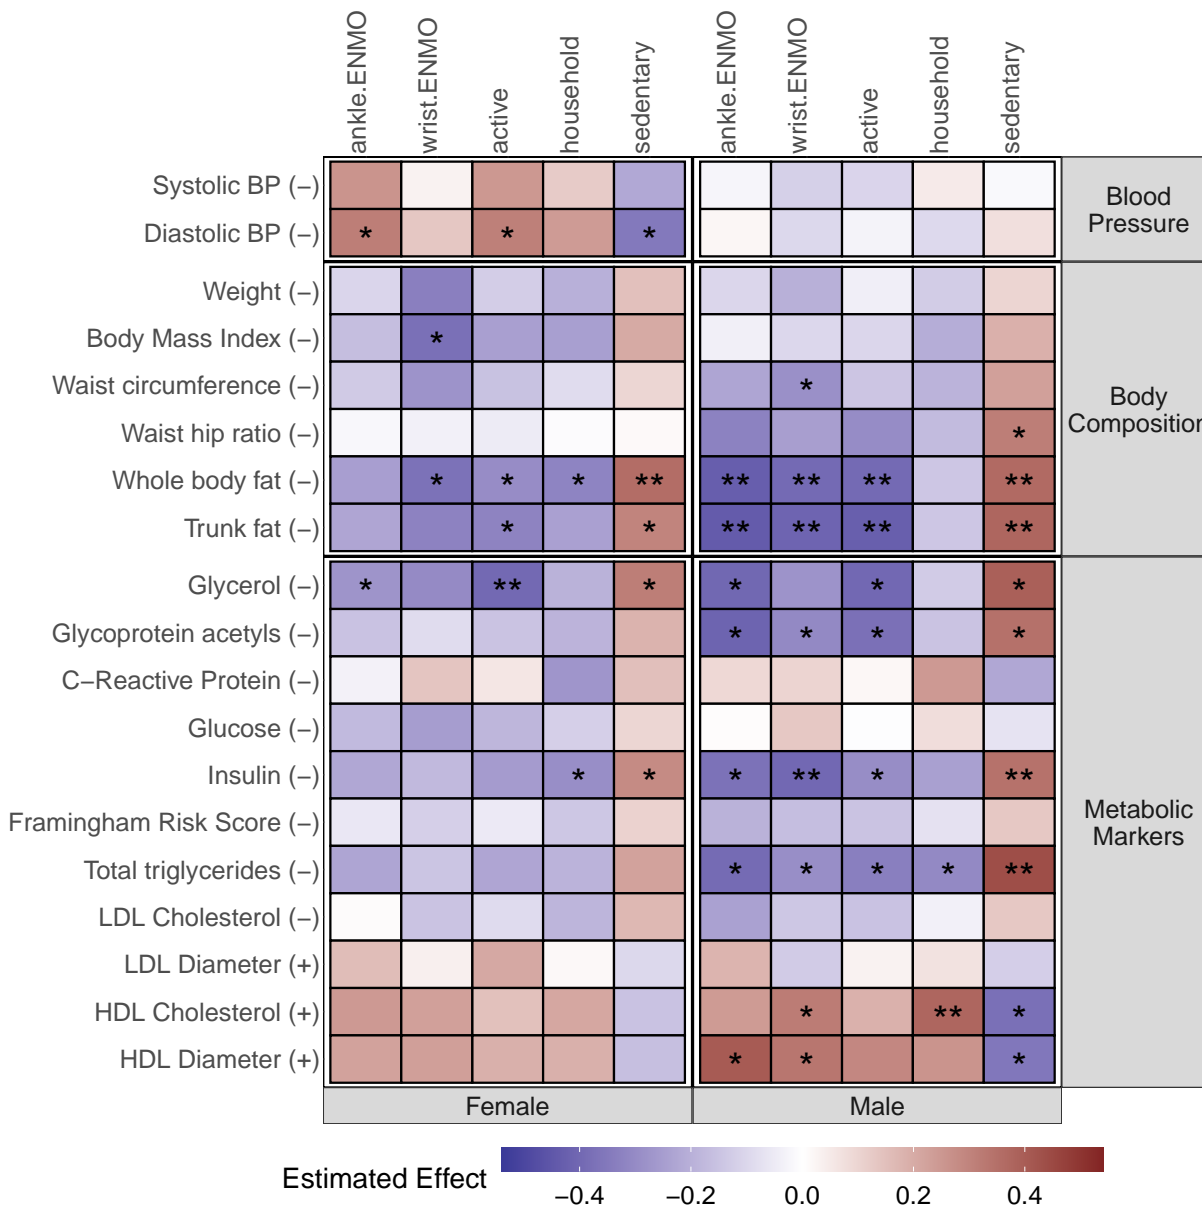 ankle.ENMO wrist.ENMO active household sedentary ankle.ENMO wrist.ENMO active household sedentary
Systolic BP (−)
Diastolic BP (−) * * *
Blood
Pressure
Weight (−)
Body Mass Index (−) *
Waist circumference (−) *
Waist hip ratio (−) *
Whole body fat (−) * * * ** ** ** ** **
Trunk fat (−) * * ** ** ** **
Body
Composition
Glycerol (−) * ** * * * *
Glycoprotein acetyls (−) * * * *
C−Reactive Protein (−)
Glucose (−)
Insulin (−) * * * ** * **
Framingham Risk Score (−)
Total triglycerides (−) * * * * **
LDL Cholesterol (−)
LDL Diameter (+)
HDL Cholesterol (+) * ** *
HDL Diameter (+) * * *
Metabolic
Markers
Female Male
Estimated Effect
−0.4 −0.2 0.0 0.2 0.4